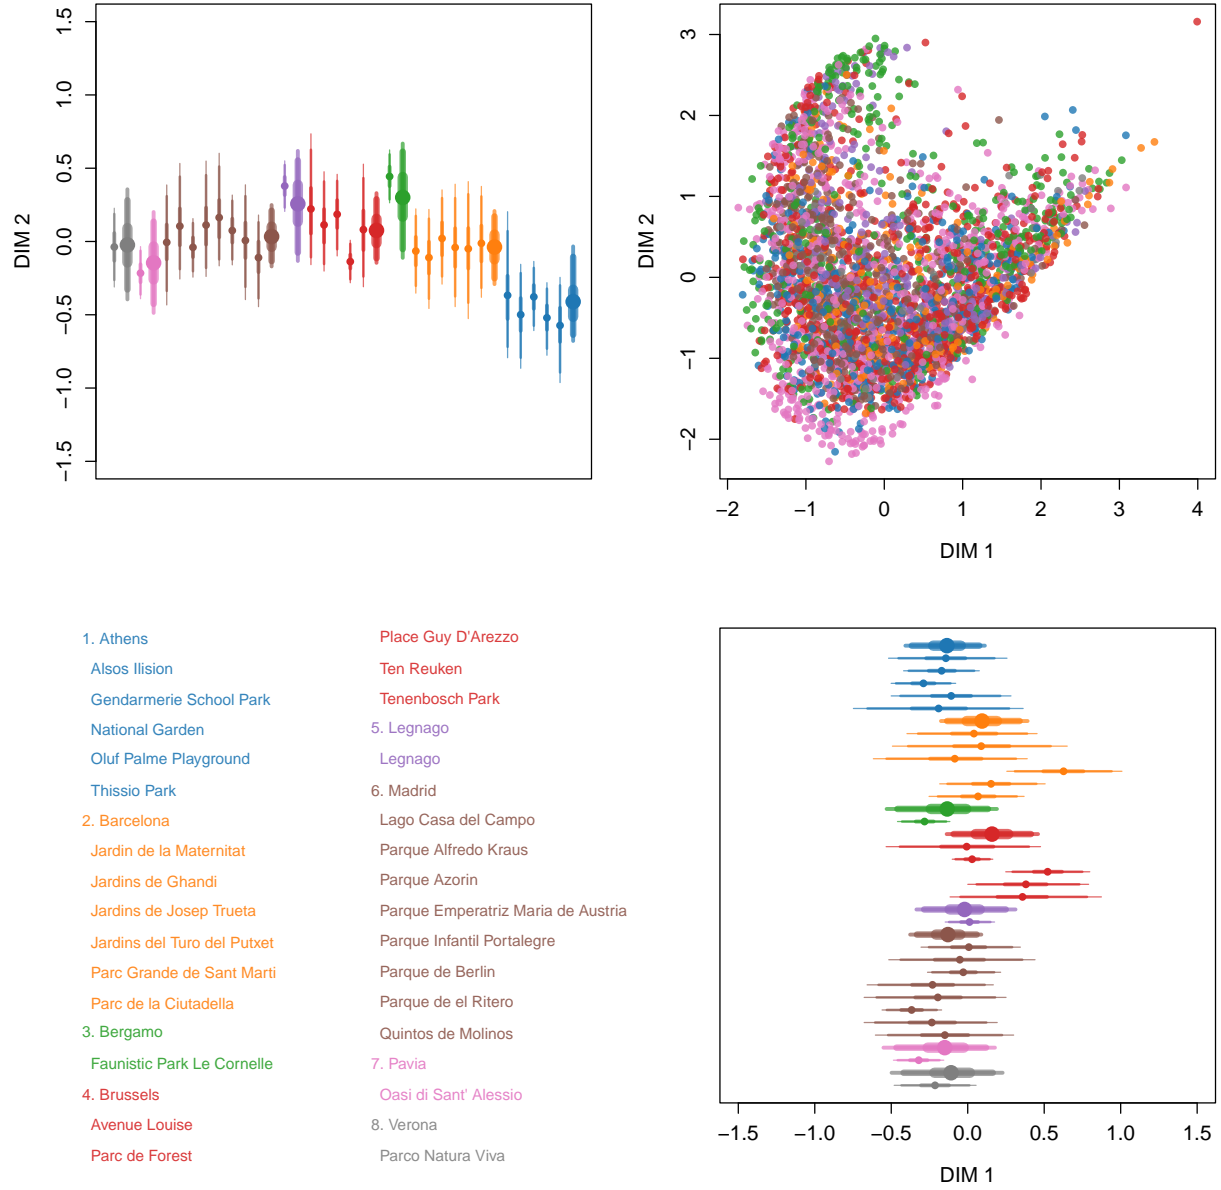 1.5
1.0
0.5
0.0
−0.5
−1.0
−1.5
DIM 2
3
2
1
0
−1
−2
DIM 2
−2 −1 0 1 2 3 4
DIM 1
1. Athens
Alsos Ilision
Gendarmerie School Park
National Garden
Oluf Palme Playground
Thissio Park
2. Barcelona
Jardin de la Maternitat
Jardins de Ghandi
Jardins de Josep Trueta
Jardins del Turo del Putxet
Parc Grande de Sant Marti
Parc de la Ciutadella
3. Bergamo
Faunistic Park Le Cornelle
4. Brussels
Avenue Louise
Parc de Forest
Place Guy D'Arezzo
Ten Reuken
Tenenbosch Park
5. Legnago
Legnago
6. Madrid
Lago Casa del Campo
Parque Alfredo Kraus
Parque Azorin
Parque Emperatriz Maria de Austria
Parque Infantil Portalegre
Parque de Berlin
Parque de el Ritero
Quintos de Molinos
7. Pavia
Oasi di Sant' Alessio
8. Verona
Parco Natura Viva
−1.5 −1.0 −0.5 0.0 0.5 1.0 1.5
DIM 1